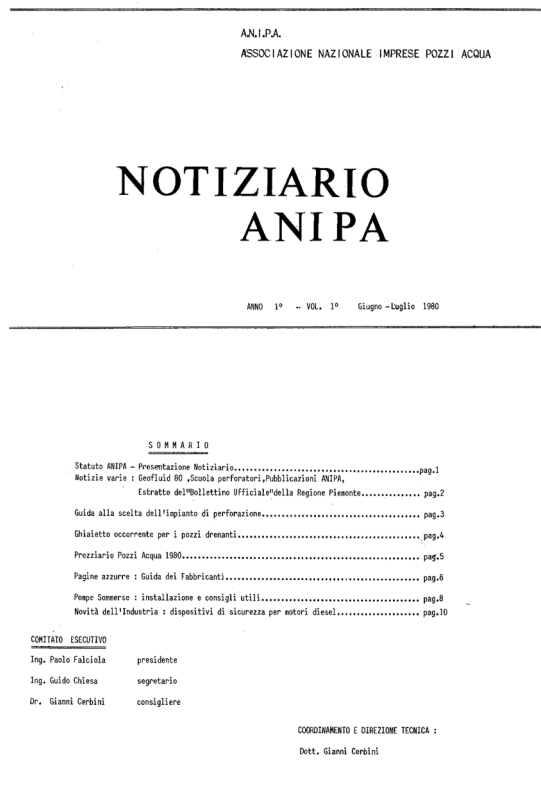 A.N.I.P.A.
ASSOCIAZIONE NAZIONALE IMPRESE POZZI ACQUA
NOTIZIARIO
ANIPA
ANNO 1° - VOL. 1° Giugno - Luglio 1980
SOMMARIO
Statuto ANIPA - Presentazione Notiziario..............................................pag.1
Notizie varie : Geofluid 80 ,Scuola perforatori,Pubblicazioni ANIPA,
Estratto del"Bollettino Ufficiale"della Regione Piemonte.............. pag.2
Guida alla scelta dell'impianto di perforazione....................................... pag.3
Ghiaietto occorrente per i pozzi drenanti............................................. pag.4
Prezziario Pozzi Acqua 1980........................................................... pag.5
Pagine azzurre : Guida dei Fabbricanti................................................ pag.6
Pompe Sommerse : installazione e consigli utili....................................... pag.8
Novità dell'Industria : dispositivi di sicurezza per motori diesel.................... pag.10
COMITATO ESECUTIVO
Ing. Paolo Falciola presidente
Ing. Guido Chiesa segretario
Dr. Gianni Cerbini consigliere
COORDINAMENTO E DIREZIONE TECNICA :
Dott. Gianni Cerbini